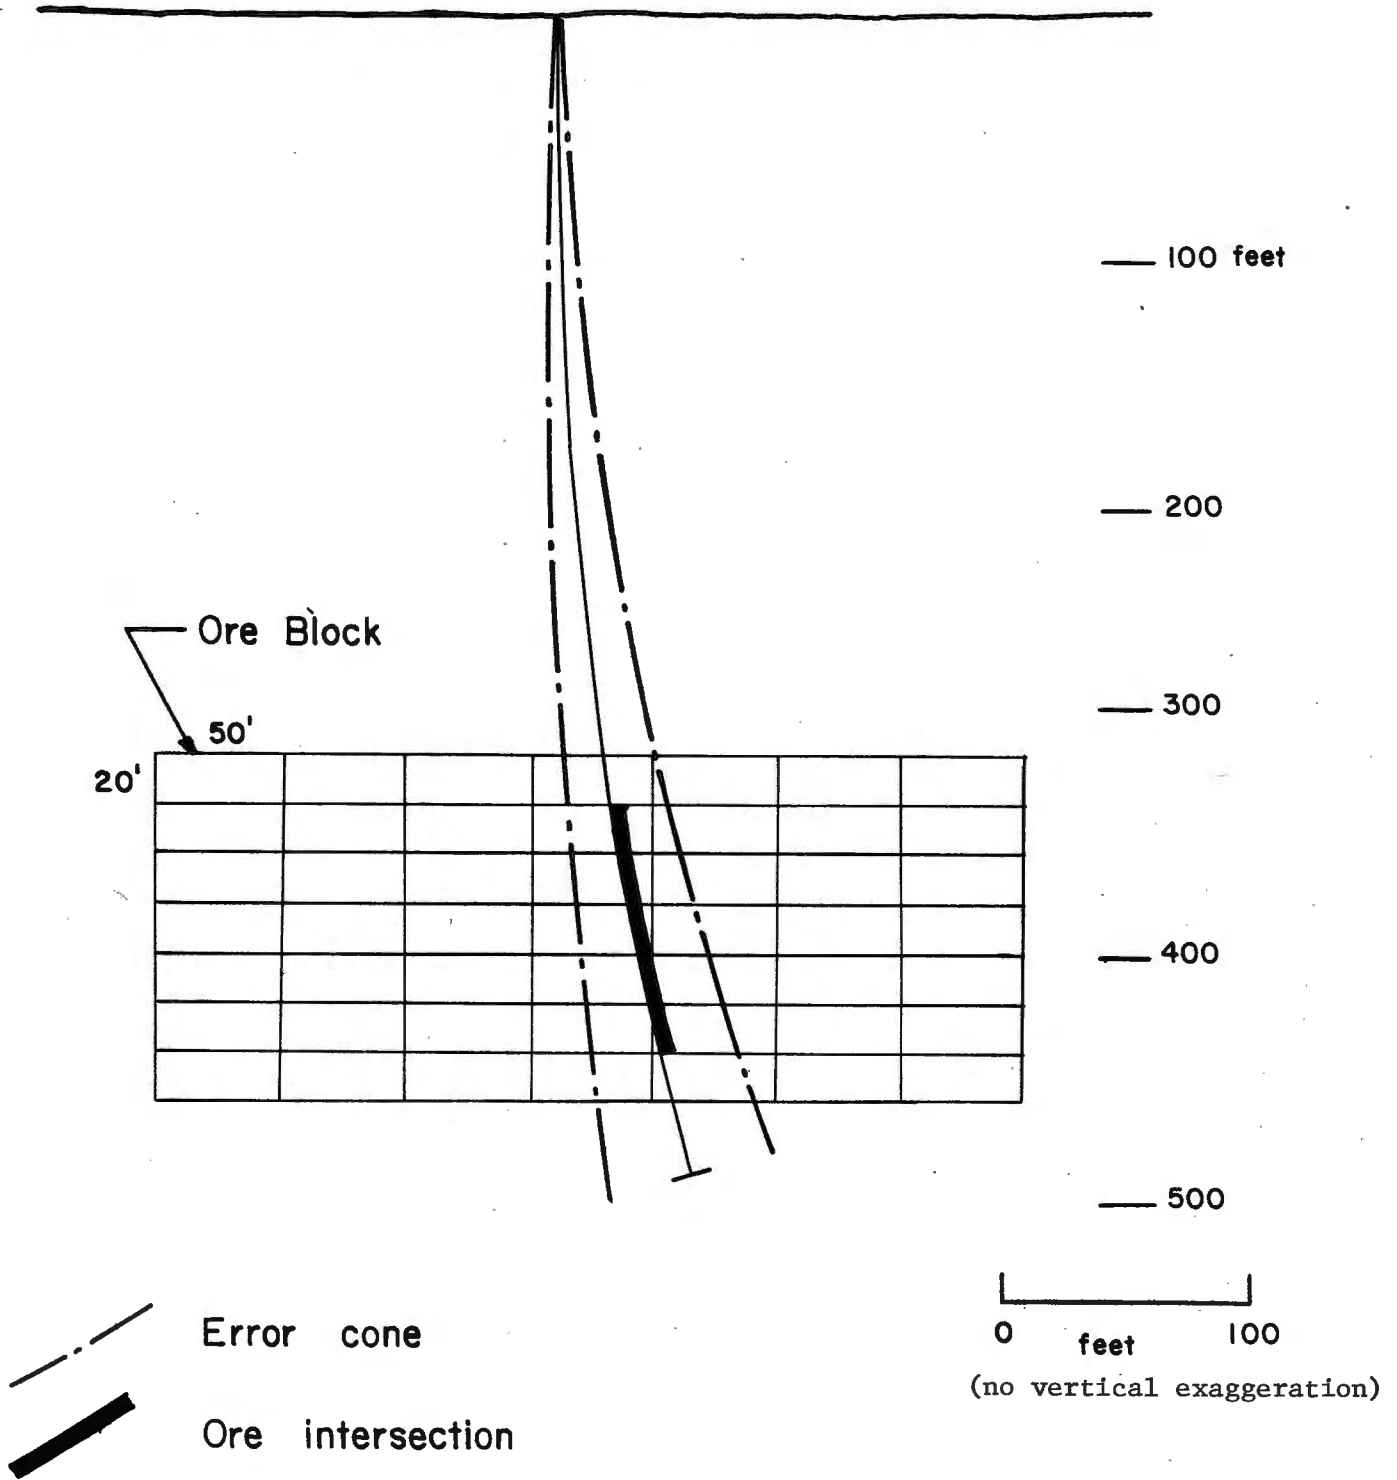 100 feet
200
Ore Block
300
50'
20'
400
500
0 feet 100
(no vertical exaggeration)
Error cone
Ore intersection